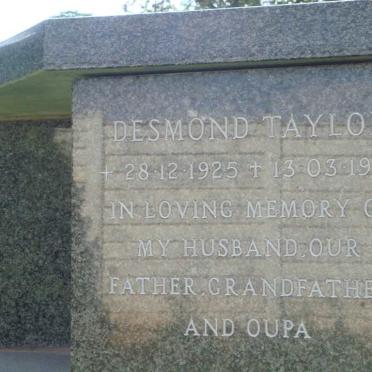 DESMOND TAYLO
+ 28·12·1925 + 13·03·19
IN LOVING MEMORY O
MY HUSBAND, OUR
FATHER, GRANDFATHE
AND OUPA